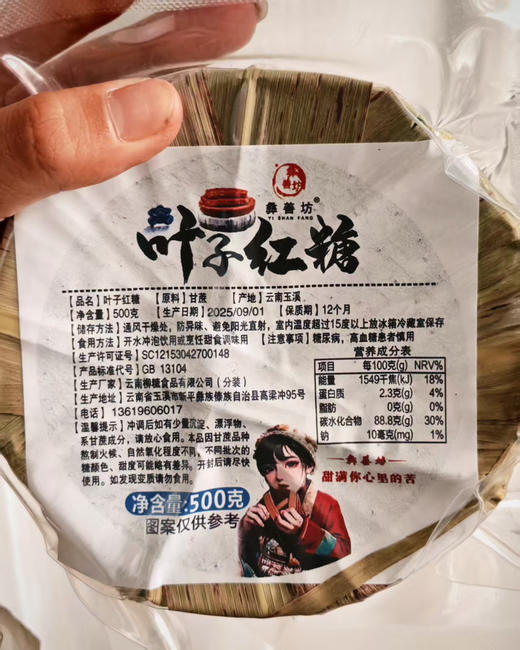 彝善坊®
YI SHAN FANG
叶子红糖
【品名】叶子红糖 【原料】甘蔗 【产地】云南玉溪
【净含量】500克 【生产日期】2025/09/01 【保质期】12个月
【储存方法】通风干燥处，防异味、避免阳光直射，室内温度超过15度以上放冰箱冷藏室保存
【食用方法】开水冲泡饮用或烹饪甜食调味用 【注意事项】糖尿病，高血糖患者慎用
【生产许可证号】SC12153042700148
【产品标准代号】GB 13104
【生产厂家】云南柳糖食品有限公司（分装）
【生产地址】云南省玉溪市新平彝族傣族自治县高梁冲95号
【电话】13619606017
【温馨提示】冲调后如有少量沉淀、漂浮物、
系甘蔗成分，请放心食用。本品因甘蔗品种
熬制火候、自然氧化程度不同，不同批次的
糖颜色、甜度可能略有差异。开封后请尽快
使用。如发现变质请勿食用。
营养成分表
项目 每100克(g) NRV%
能量 1549千焦(kJ) 18%
蛋白质 2.3克(g) 4%
脂肪 0克(g) 0%
碳水化合物 88.8克(g) 30%
钠 10毫克(mg) 1%
彝善坊
甜满你心里的苦
净含量:500克
图案仅供参考